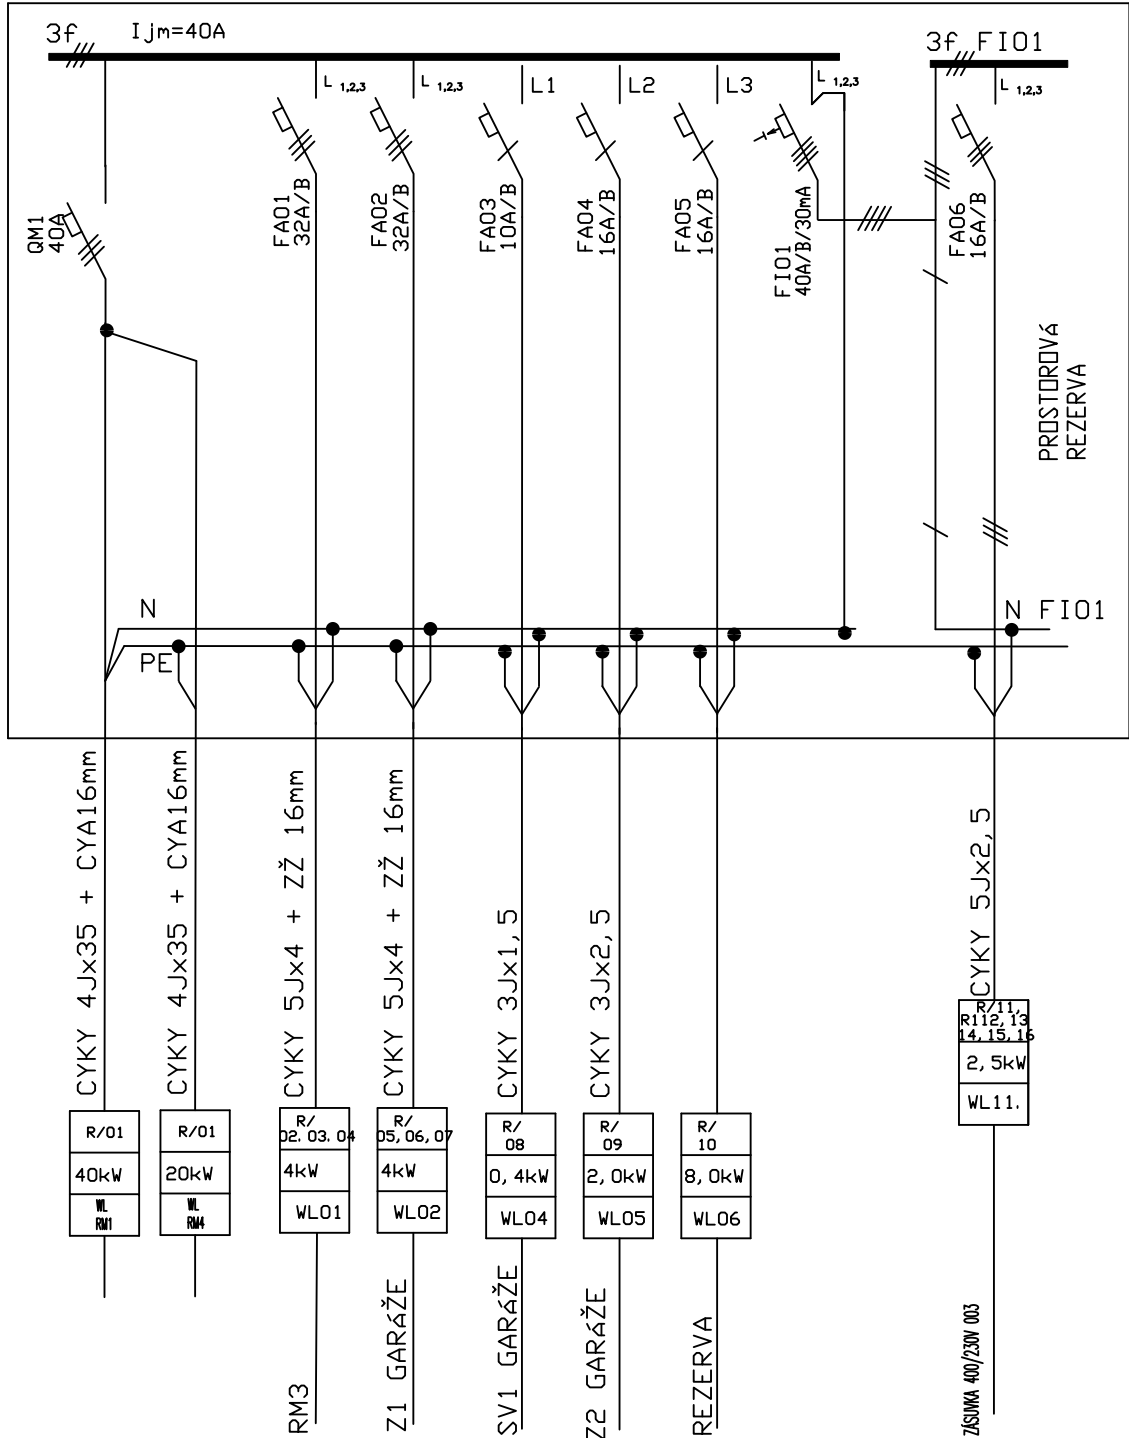 3f
Ijm=40A
3f FI01
L 1,2,3
L 1,2,3
L1
L2
L3
L 1,2,3
L 1,2,3
QM1
40A
FA01
32A/B
FA02
32A/B
FA03
10A/B
FA04
16A/B
FA05
16A/B
FI01
40A/B/30mA
FA06
16A/B
PROSTOROVÁ
REZERVA
N
PE
N FI01
CYKY 4Jx35 + CYA16mm
CYKY 4Jx35 + CYA16mm
CYKY 5Jx4 + ZŽ 16mm
CYKY 5Jx4 + ZŽ 16mm
CYKY 3Jx1,5
CYKY 3Jx2,5
CYKY 5Jx2,5
R/01
40kW
WL
RM1
R/01
20kW
WL
RM4
R/
02. 03. 04
4kW
WL01
R/
05, 06, 07
4kW
WL02
R/
08
0,4kW
WL04
R/
09
2,0kW
WL05
R/
10
8,0kW
WL06
R/11,
R112, 13
14, 15, 16
2,5kW
WL11.
RM3
Z1 GARÁŽE
SV1 GARÁŽE
Z2 GARÁŽE
REZERVA
ZÁSUVKA 400/230V 003